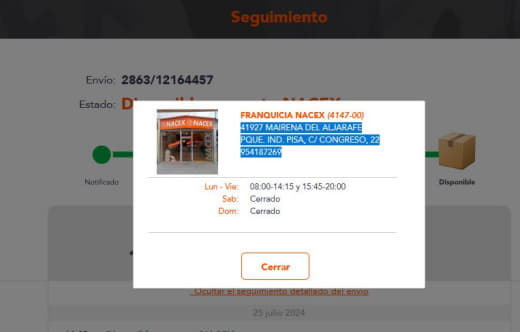 Seguimiento
Envío: 2863/12164457
Estado:
NACEX NACEX
FRANQUICIA NACEX (4147-00)
41927 MAIRENA DEL ALJARAFE
PQUE. IND. PISA, C/ CONGRESO, 22
954187269
Notificado
Disponible
Lun - Vie: 08:00-14:15 y 15:45-20:00
Sab: Cerrado
Dom: Cerrado
Cerrar
Ocultar el seguimiento detallado del envío
25 julio 2024